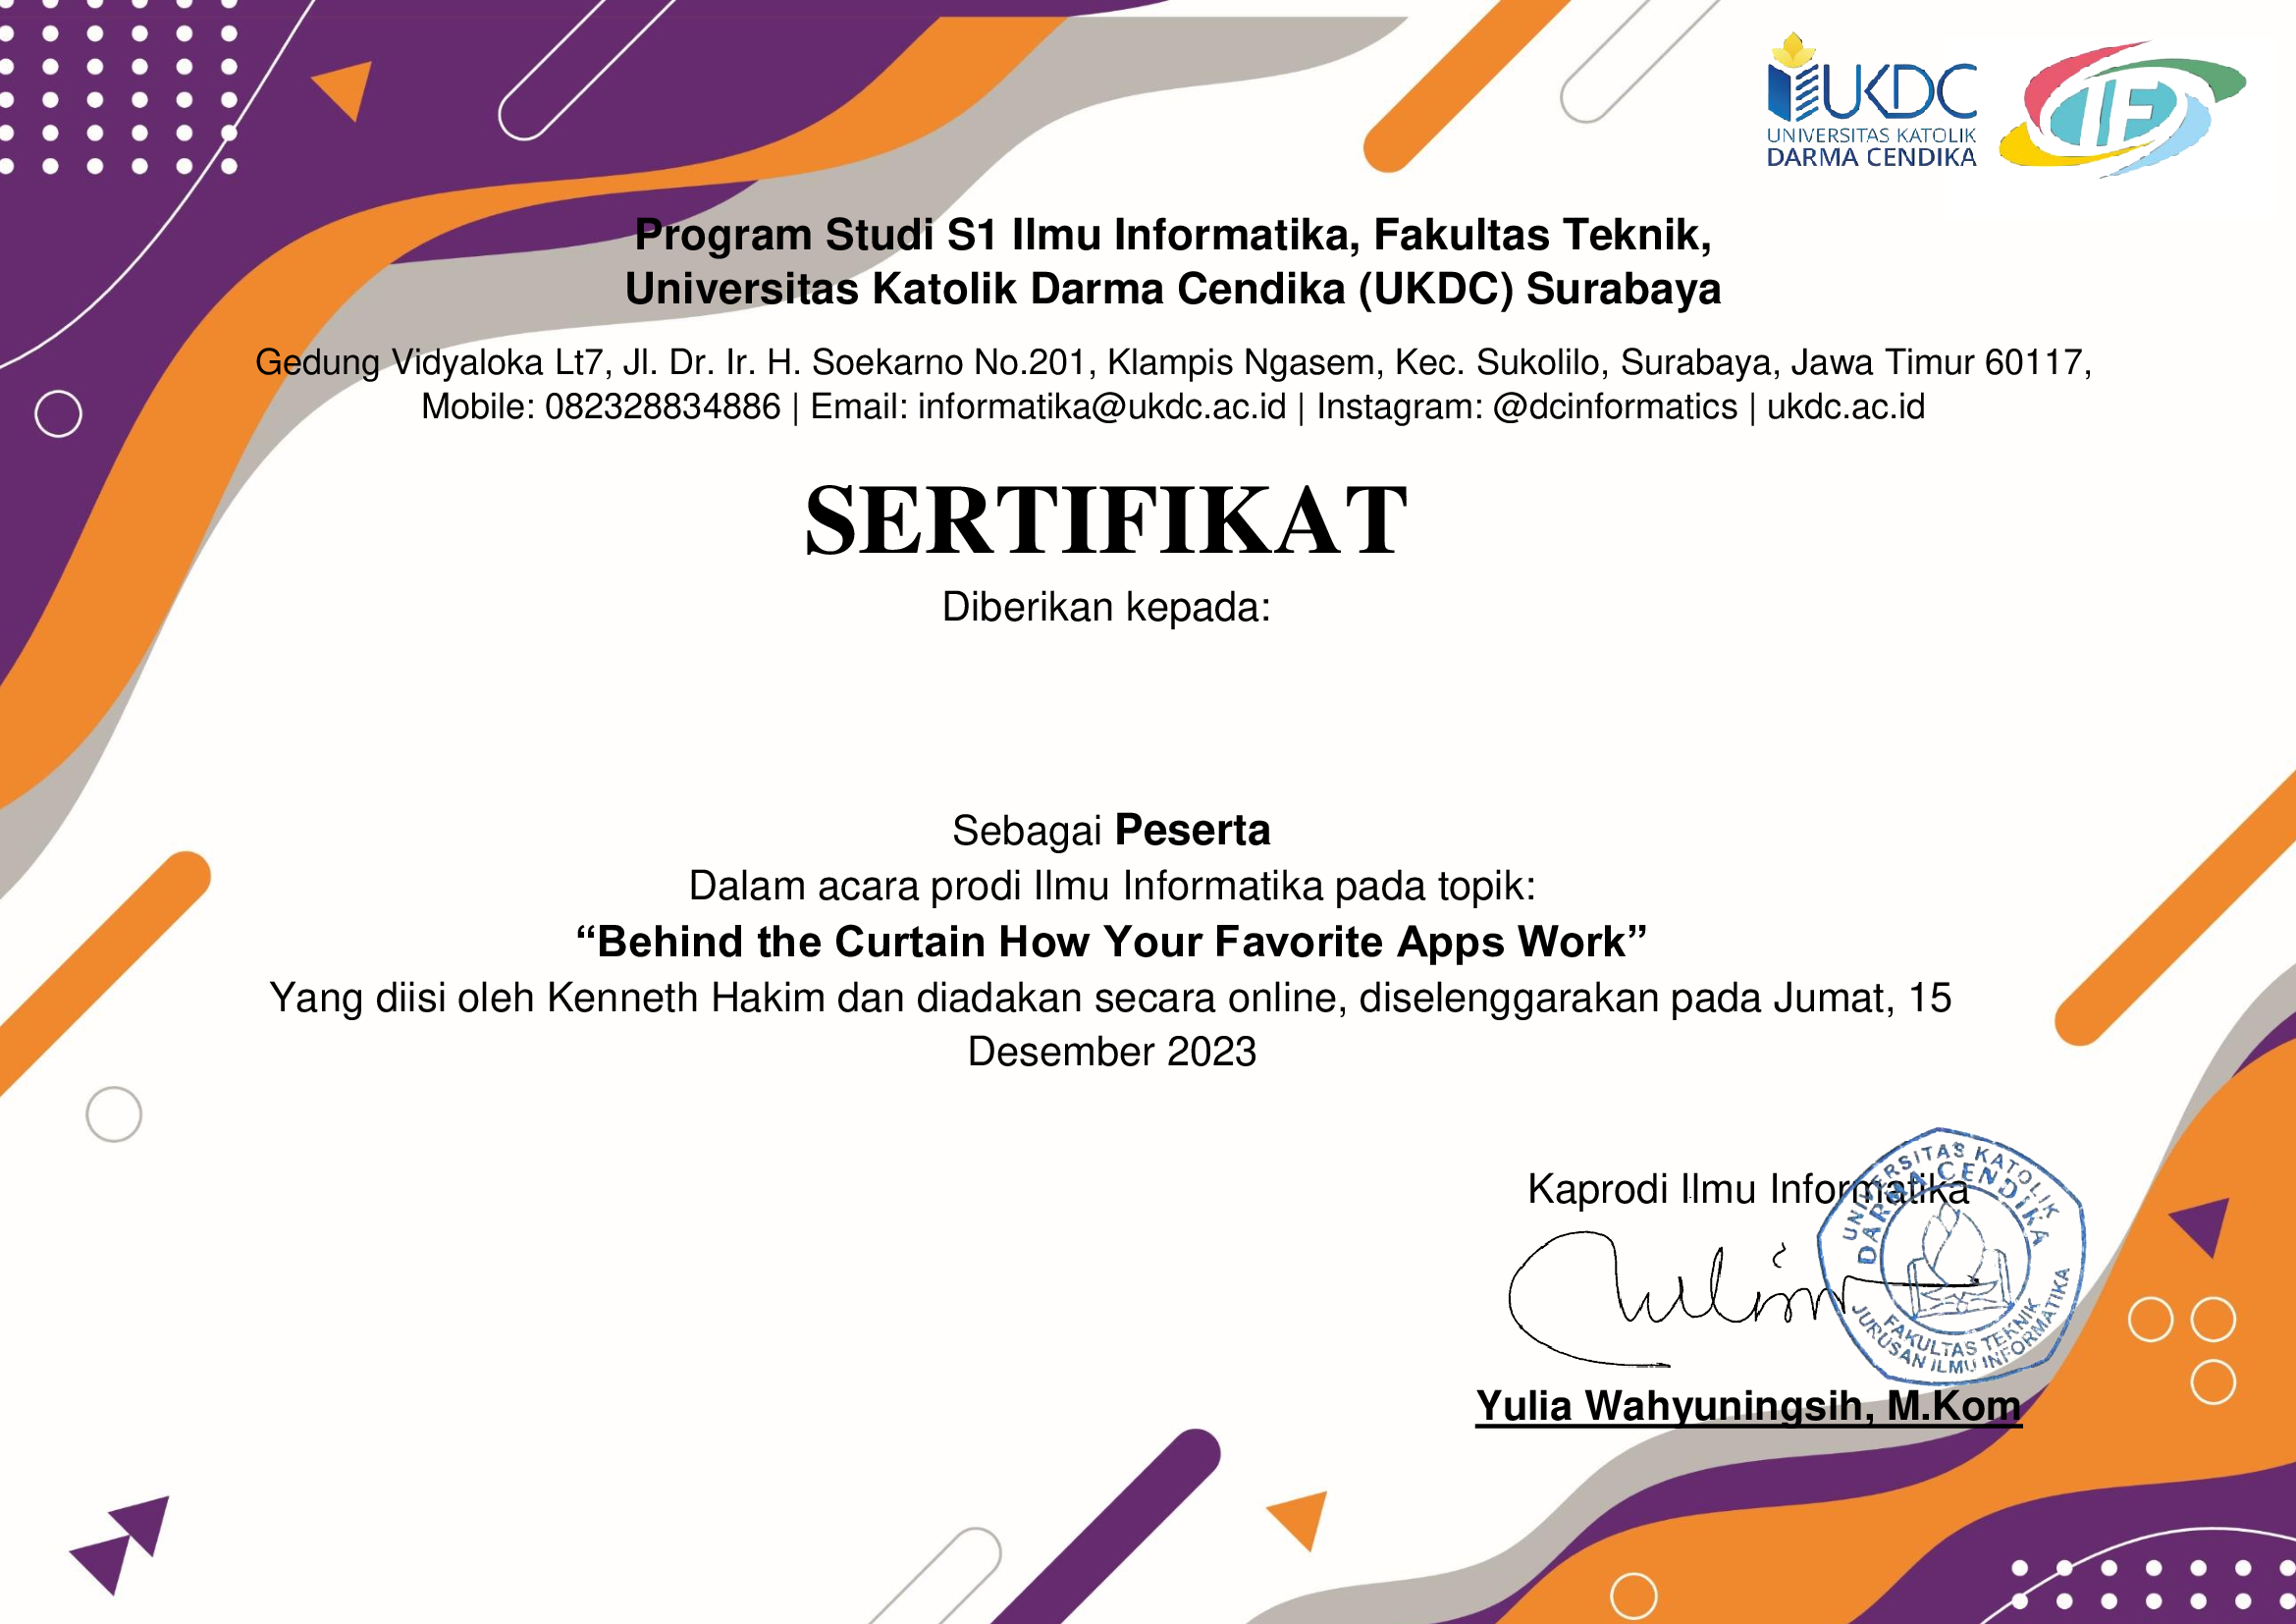 UKDC
UNIVERSITAS KATOLIK
DARMA CENDIKA
IF
Program Studi S1 Ilmu Informatika, Fakultas Teknik,
Universitas Katolik Darma Cendika (UKDC) Surabaya
Gedung Vidyaloka Lt7, Jl. Dr. Ir. H. Soekarno No.201, Klampis Ngasem, Kec. Sukolilo, Surabaya, Jawa Timur 60117,
Mobile: 082328834886 | Email: informatika@ukdc.ac.id | Instagram: @dcinformatics | ukdc.ac.id
SERTIFIKAT
Diberikan kepada:
Sebagai Peserta
Dalam acara prodi Ilmu Informatika pada topik:
“Behind the Curtain How Your Favorite Apps Work”
Yang diisi oleh Kenneth Hakim dan diadakan secara online, diselenggarakan pada Jumat, 15
Desember 2023
Kaprodi Ilmu Informatika
UNIVERSITAS KATOLIK
DARMA CENDIKA
FAKULTAS TEKNIK
JURUSAN ILMU INFORMATIKA
Yulia Wahyuningsih, M.Kom